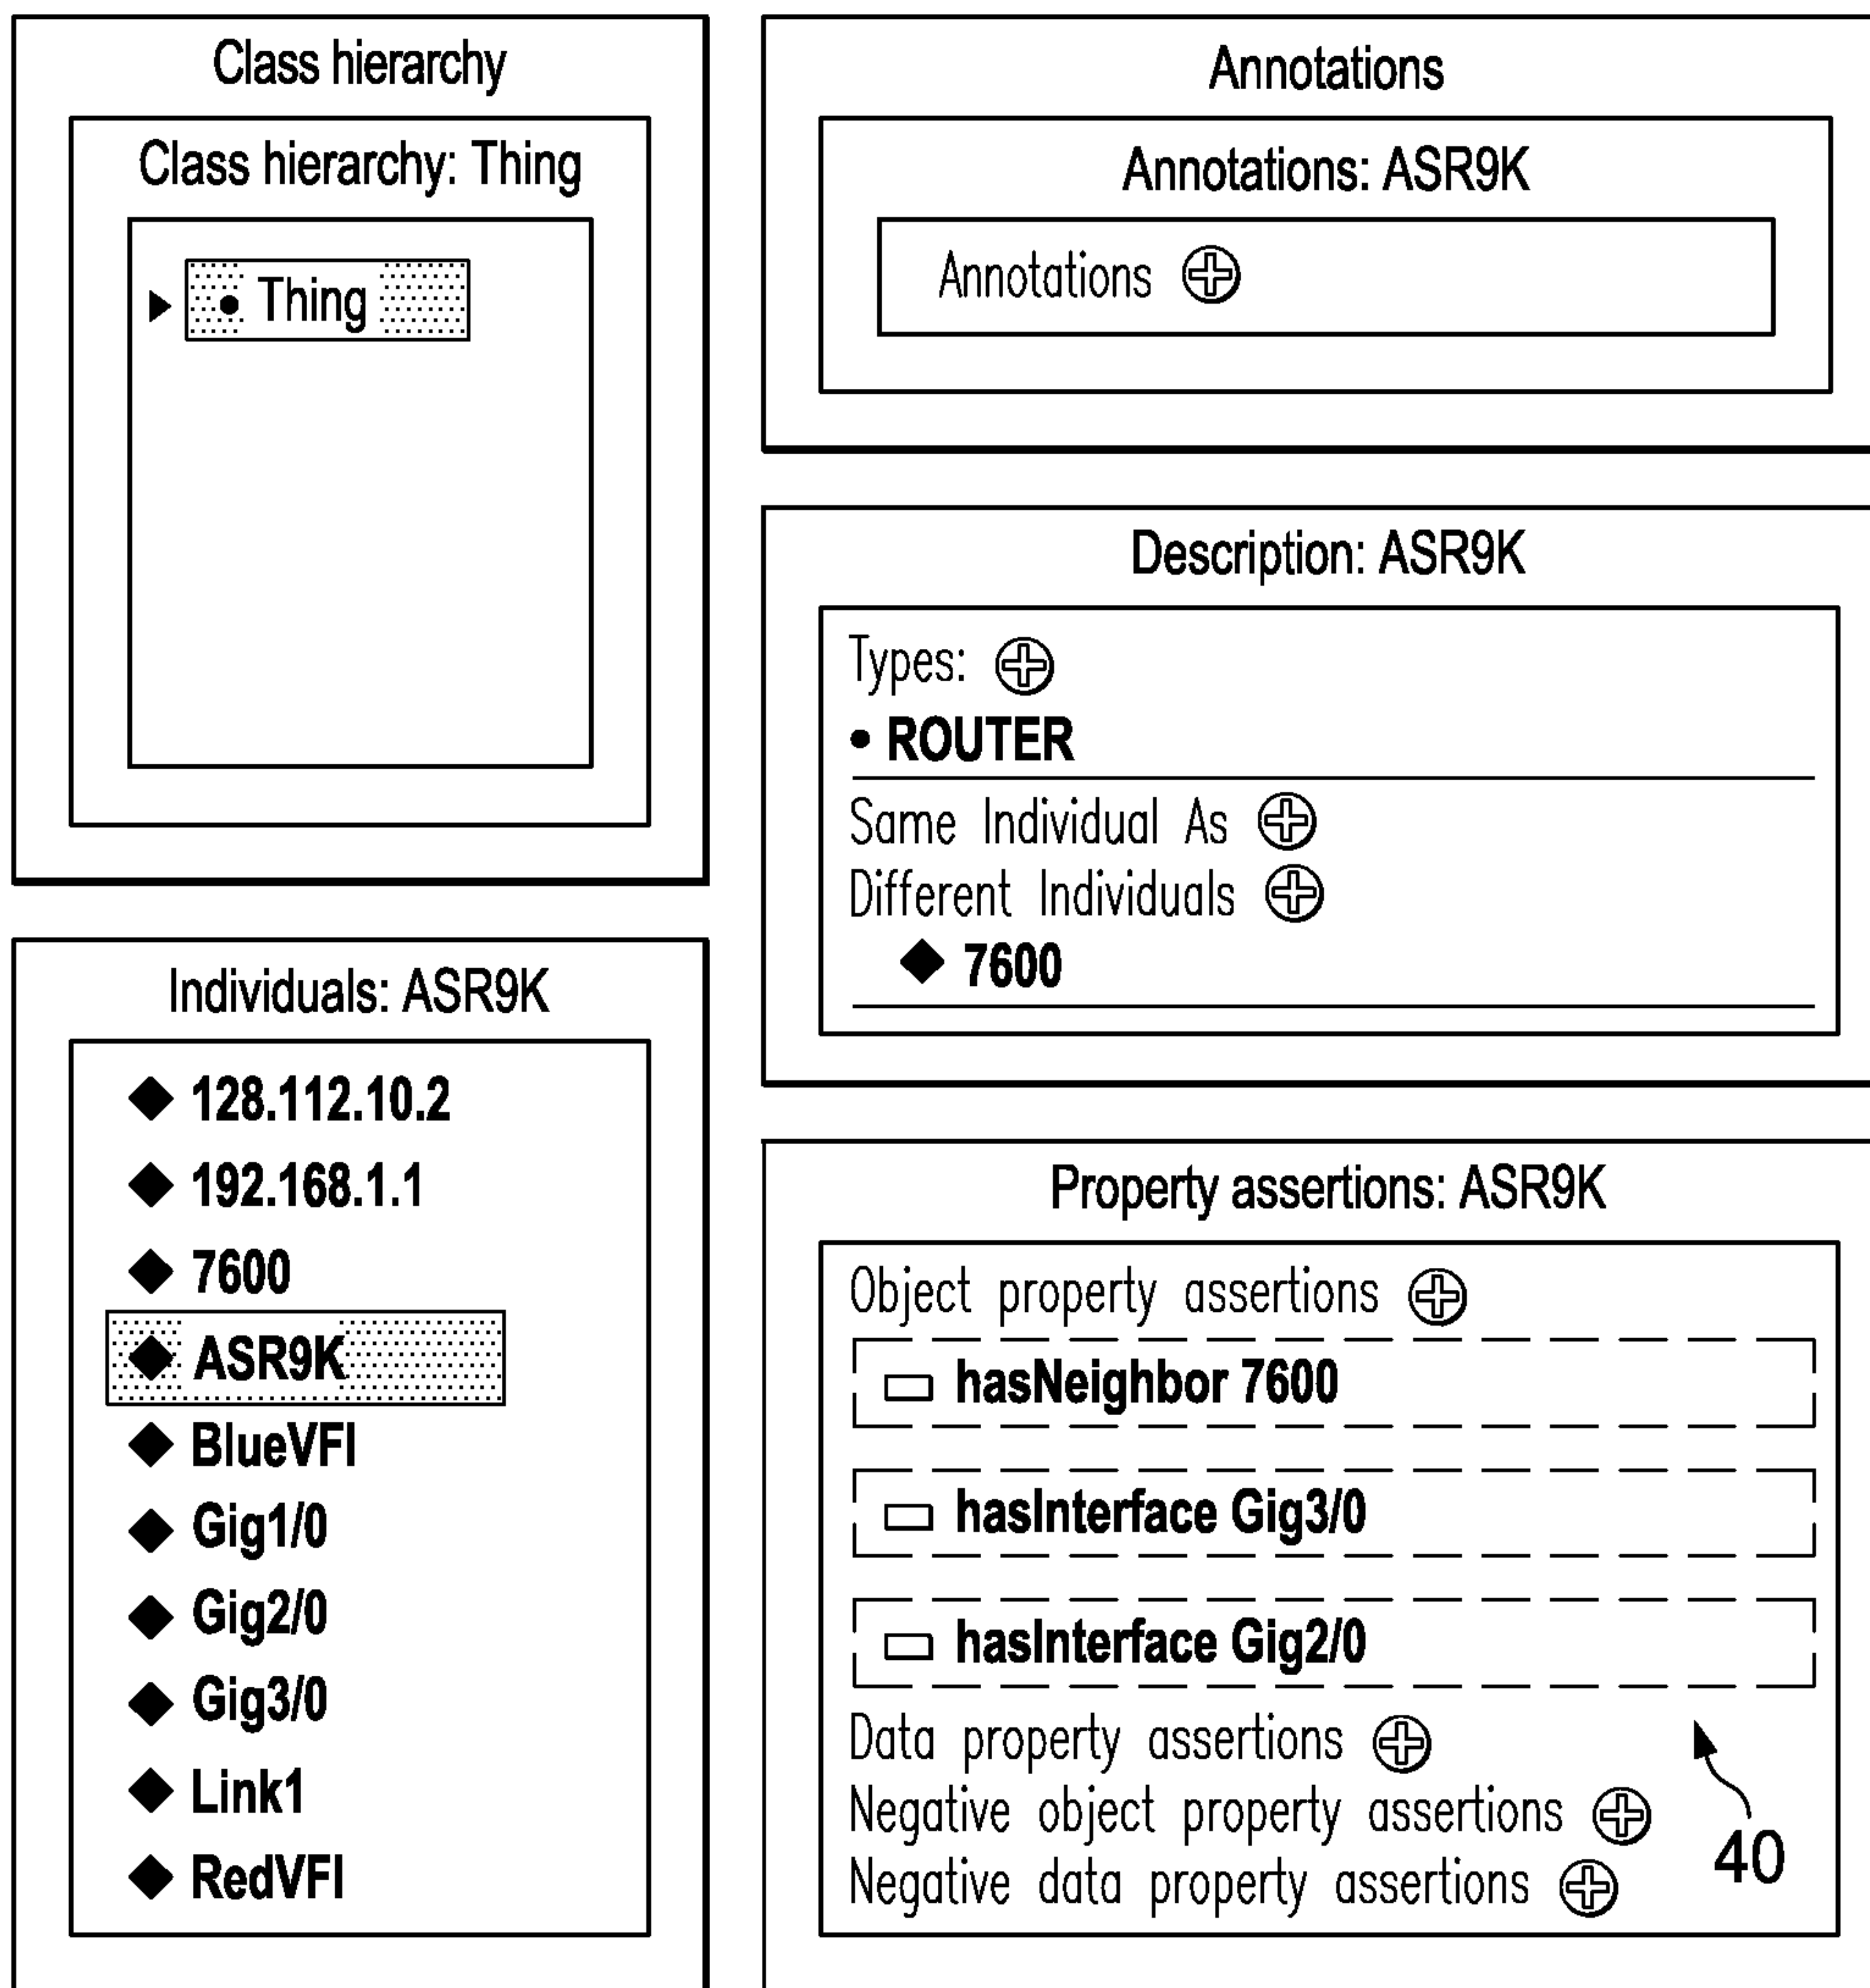 Class hierarchy
Class hierarchy: Thing
• Thing
Individuals: ASR9K
128.112.10.2
192.168.1.1
7600
ASR9K
BlueVFI
Gig1/0
Gig2/0
Gig3/0
Link1
RedVFI
Annotations
Annotations: ASR9K
Annotations
Description: ASR9K
Types:
• ROUTER
Same Individual As
Different Individuals
7600
Property assertions: ASR9K
Object property assertions
hasNeighbor 7600
hasInterface Gig3/0
hasInterface Gig2/0
Data property assertions
Negative object property assertions
Negative data property assertions
40